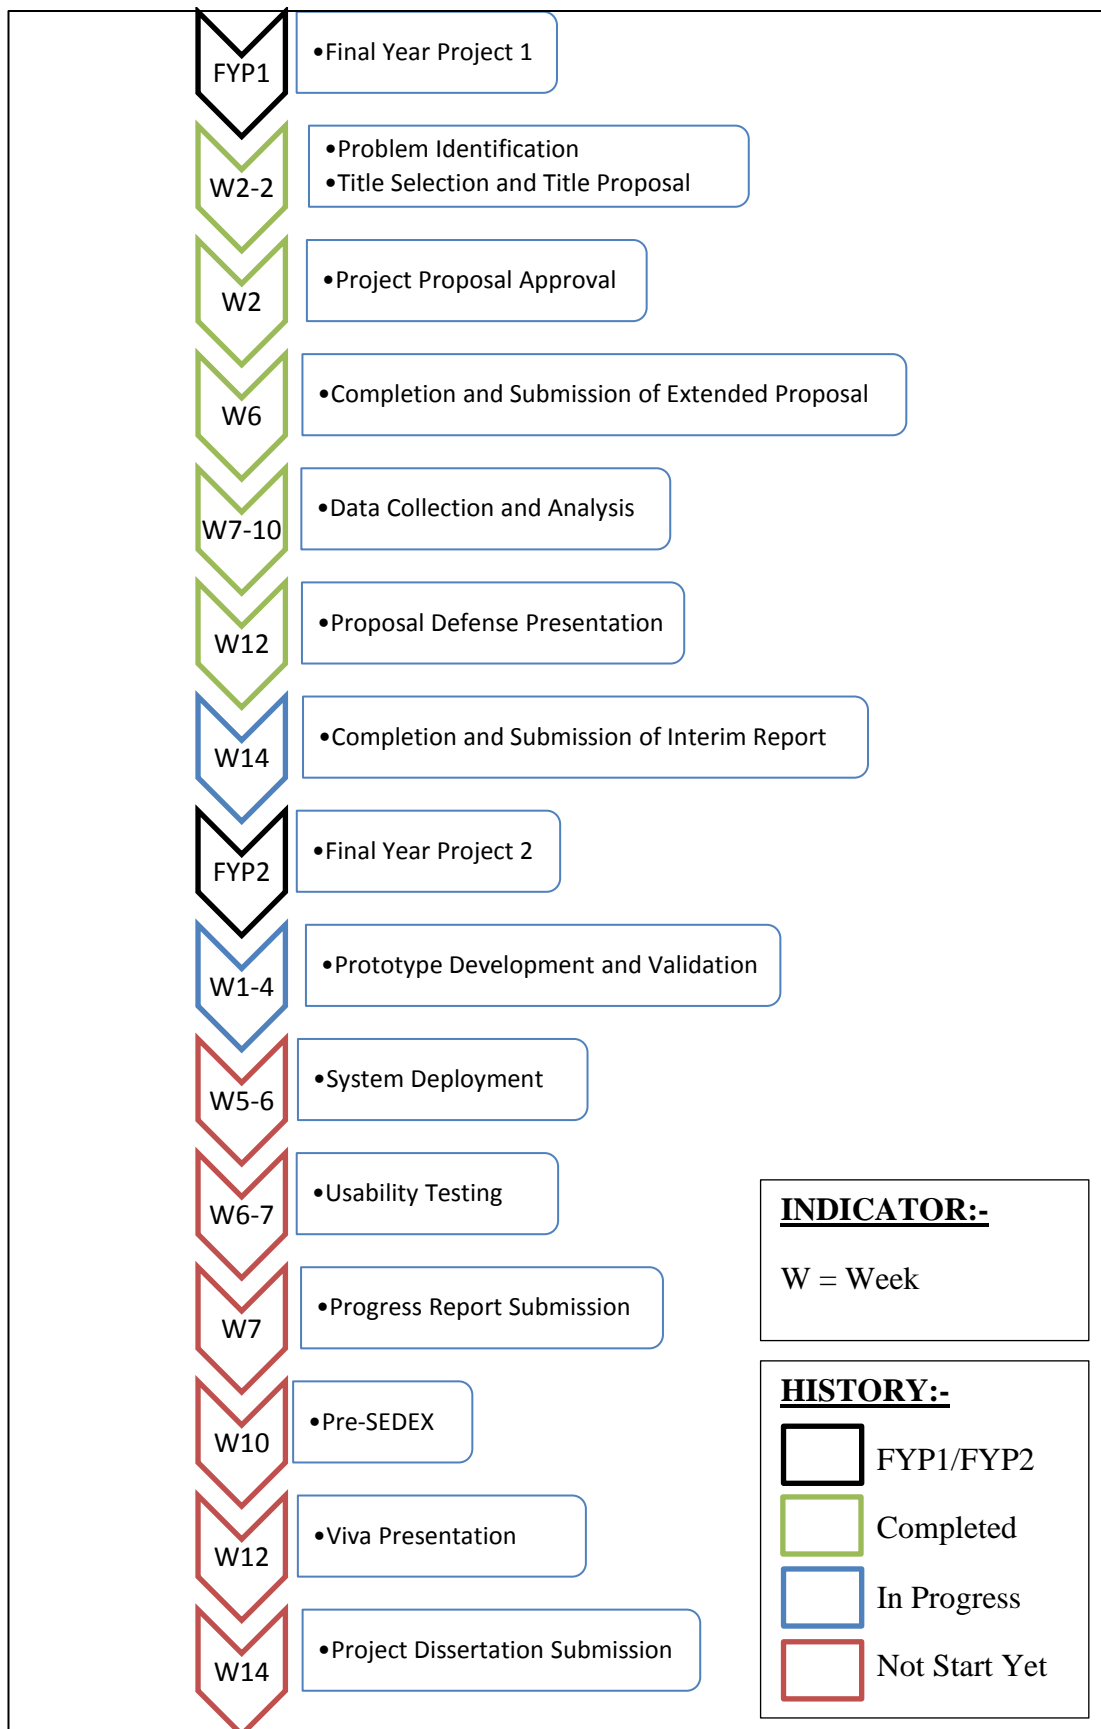 FYP1
•Final Year Project 1
W2-2
•Problem Identification
•Title Selection and Title Proposal
W2
•Project Proposal Approval
W6
•Completion and Submission of Extended Proposal
W7-10
•Data Collection and Analysis
W12
•Proposal Defense Presentation
W14
•Completion and Submission of Interim Report
FYP2
•Final Year Project 2
W1-4
•Prototype Development and Validation
W5-6
•System Deployment
W6-7
•Usability Testing
W7
•Progress Report Submission
W10
•Pre-SEDEX
W12
•Viva Presentation
W14
•Project Dissertation Submission
INDICATOR:-
W = Week
HISTORY:-
FYP1/FYP2
Completed
In Progress
Not Start Yet